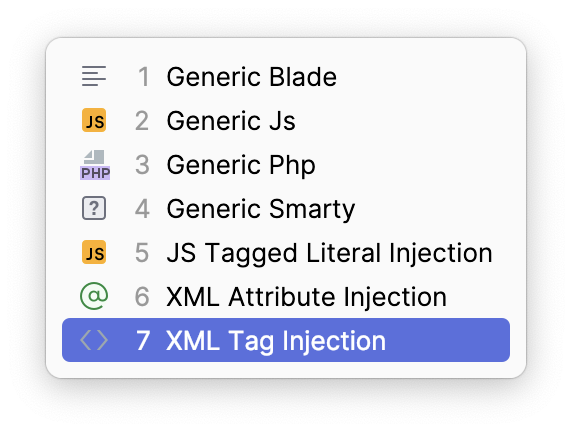 1 Generic Blade
JS 2 Generic Js
PHP 3 Generic Php
? 4 Generic Smarty
JS 5 JS Tagged Literal Injection
@ 6 XML Attribute Injection
<> 7 XML Tag Injection